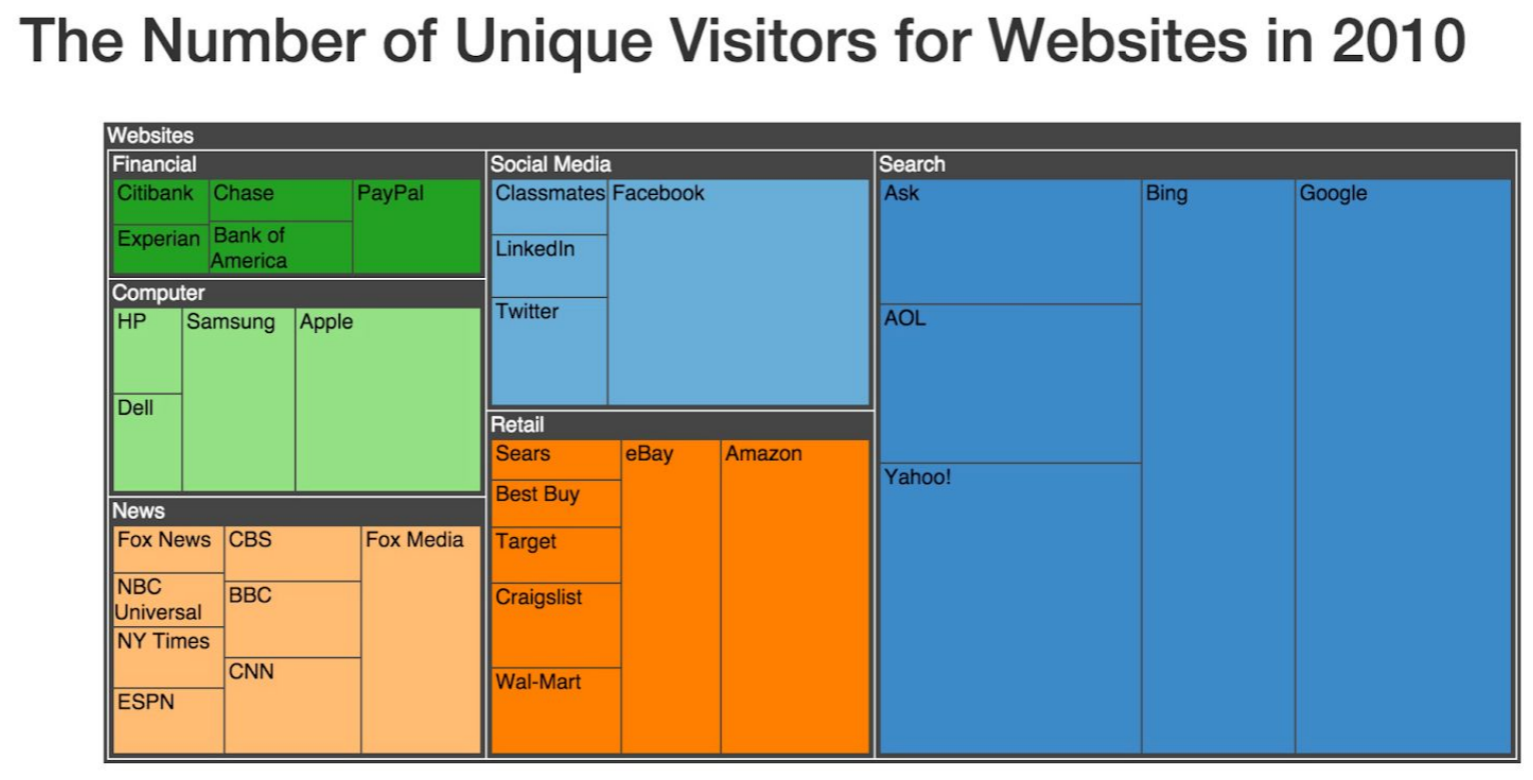 The Number of Unique Visitors for Websites in 2010
Websites
Financial
Citibank
Chase
PayPal
Experian
Bank of
America
Computer
HP
Samsung
Apple
Dell
News
Fox News
CBS
Fox Media
NBC
Universal
BBC
NY Times
CNN
ESPN
Social Media
Classmates
Facebook
LinkedIn
Twitter
Retail
Sears
eBay
Amazon
Best Buy
Target
Craigslist
Wal-Mart
Search
Ask
Bing
Google
AOL
Yahoo!